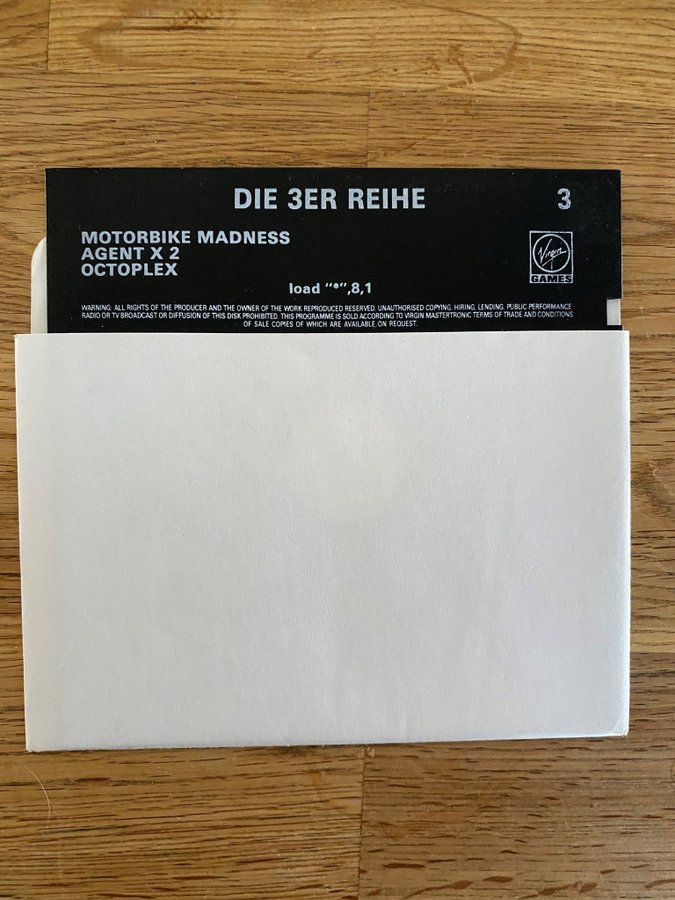 DIE 3ER REIHE 3
MOTORBIKE MADNESS
AGENT X 2
OCTOPLEX
Virgin
GAMES
load "*",8,1
WARNING. ALL RIGHTS OF THE PRODUCER AND THE OWNER OF THE WORK REPRODUCED RESERVED. UNAUTHORISED COPYING, HIRING, LENDING, PUBLIC PERFORMANCE
RADIO OR TV BROADCAST OR DIFFUSION OF THIS DISK PROHIBITED. THIS PROGRAMME IS SOLD ACCORDING TO VIRGIN MASTERTRONIC TERMS OF TRADE AND CONDITIONS
OF SALE COPIES OF WHICH ARE AVAILABLE ON REQUEST.